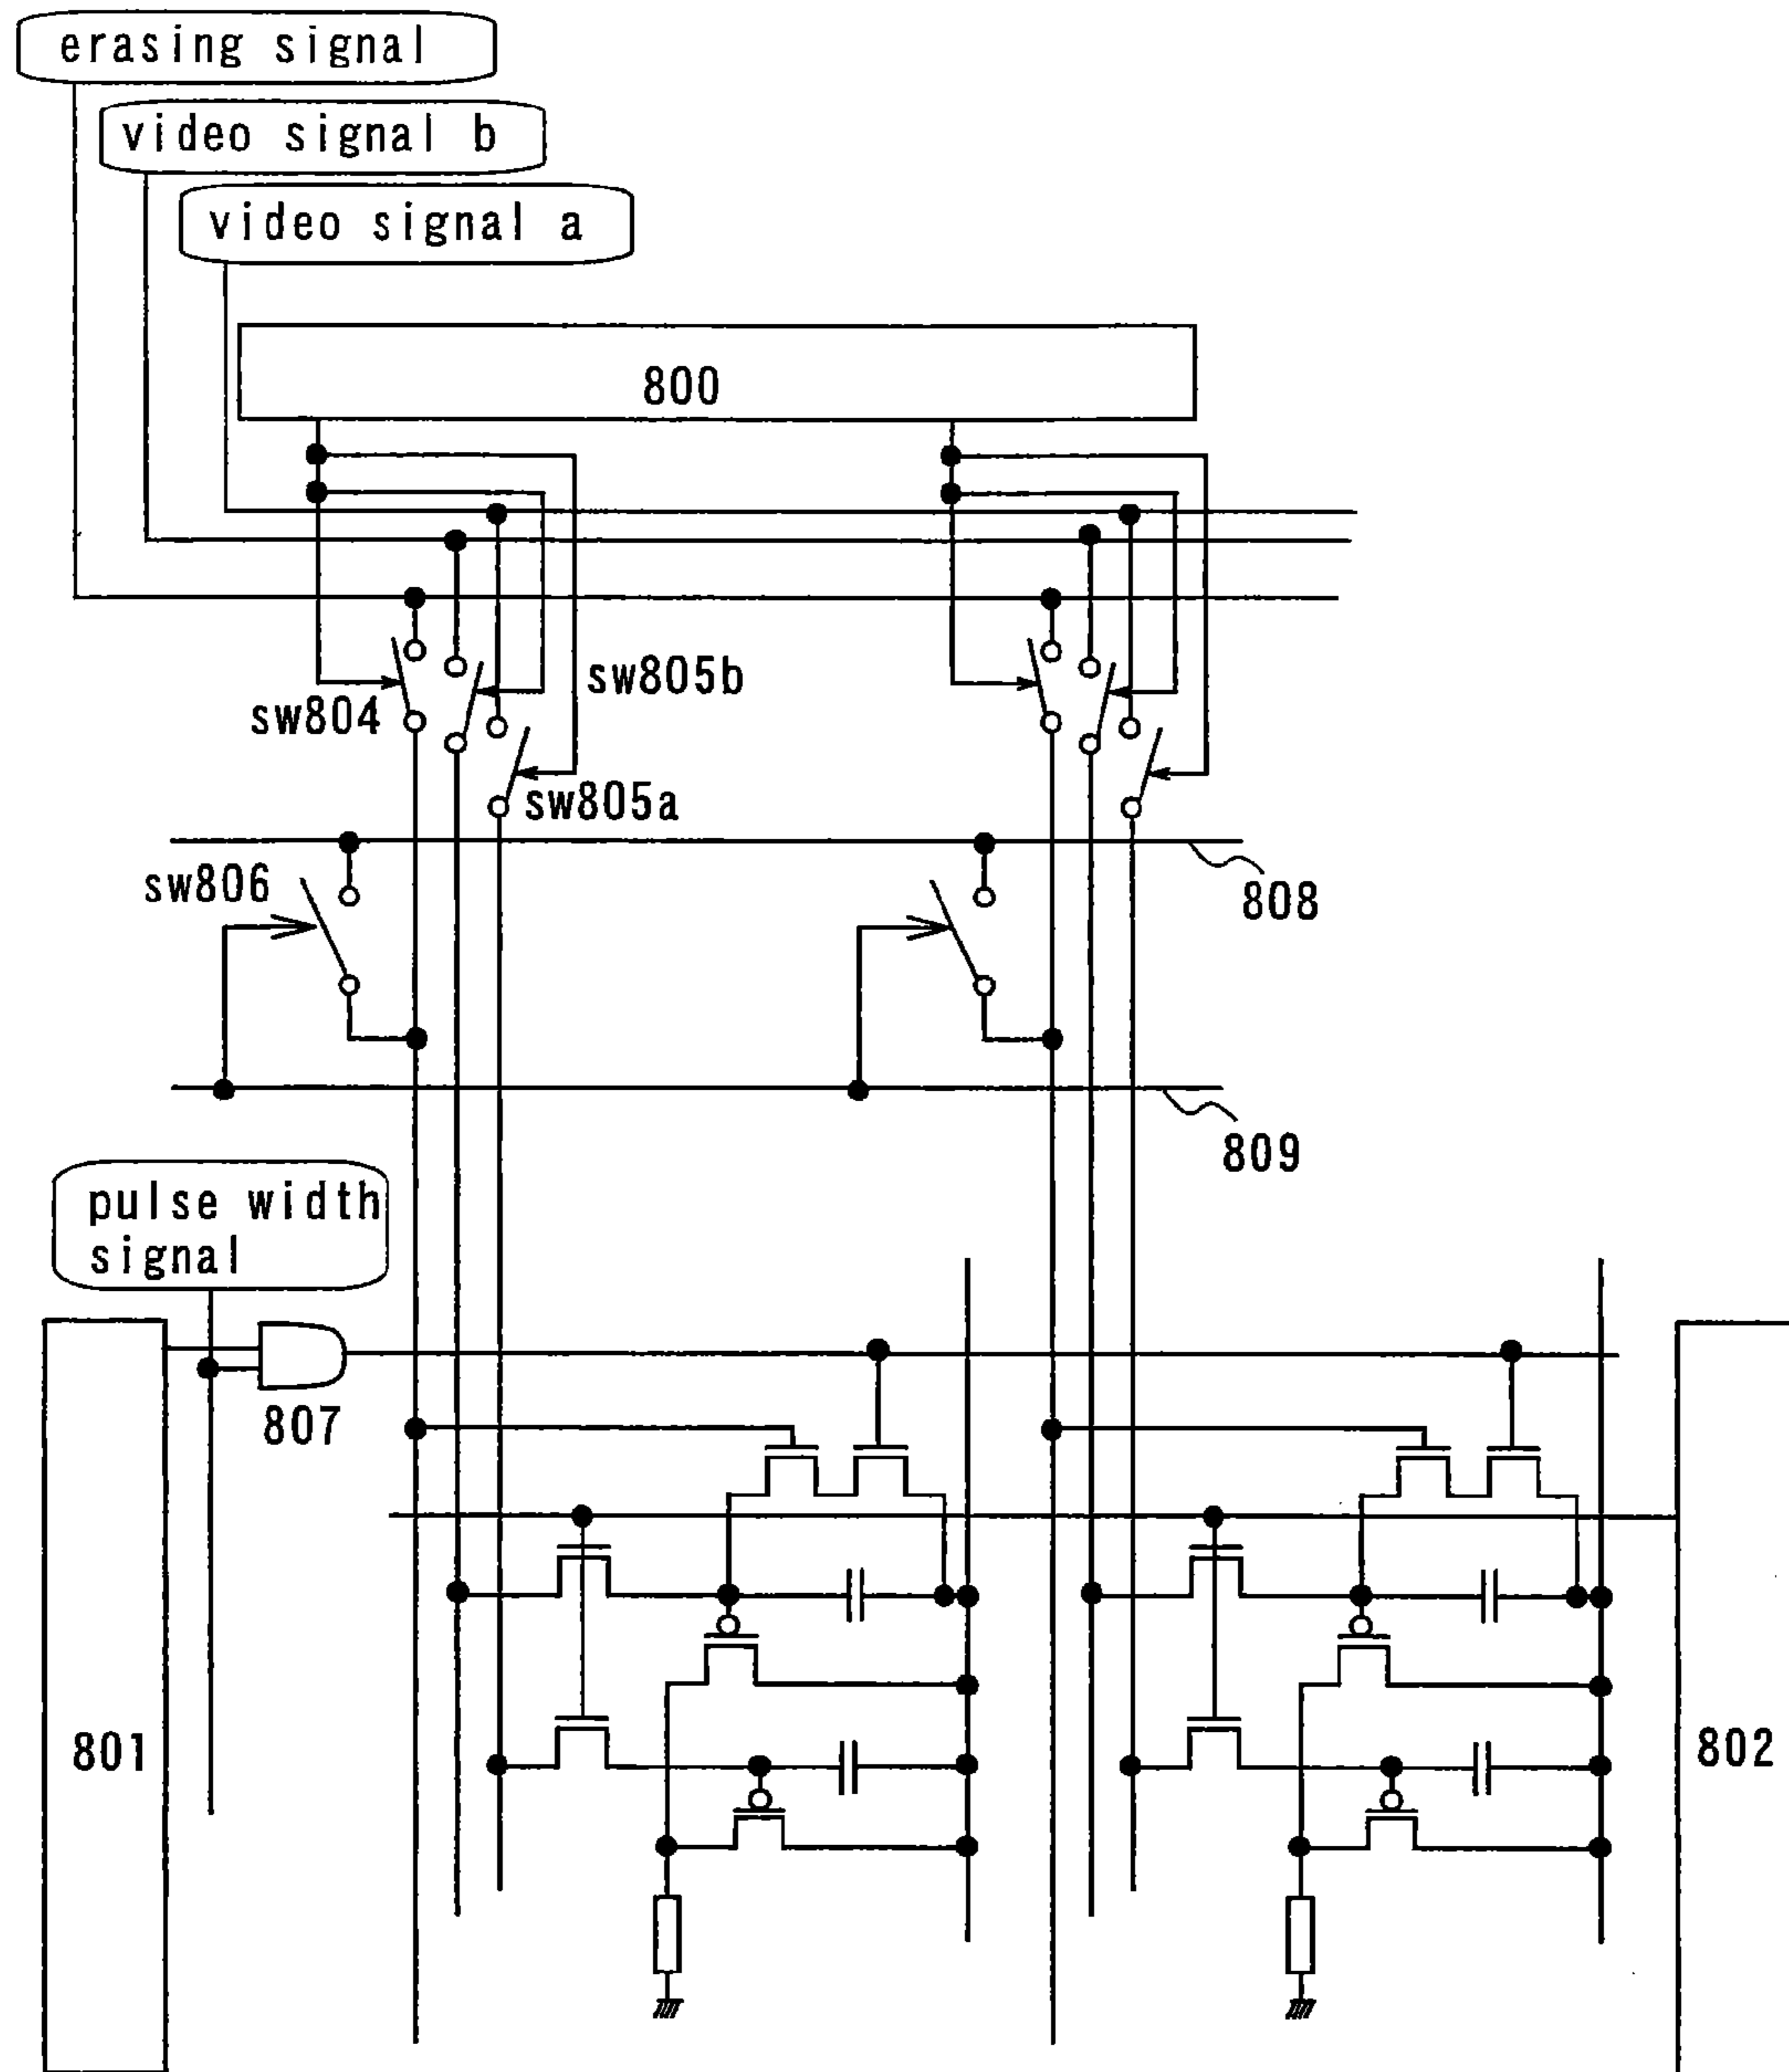 erasing signal
video signal b
video signal a
800
sw805b
sw804
sw805a
sw806
808
809
pulse width
signal
807
801
802